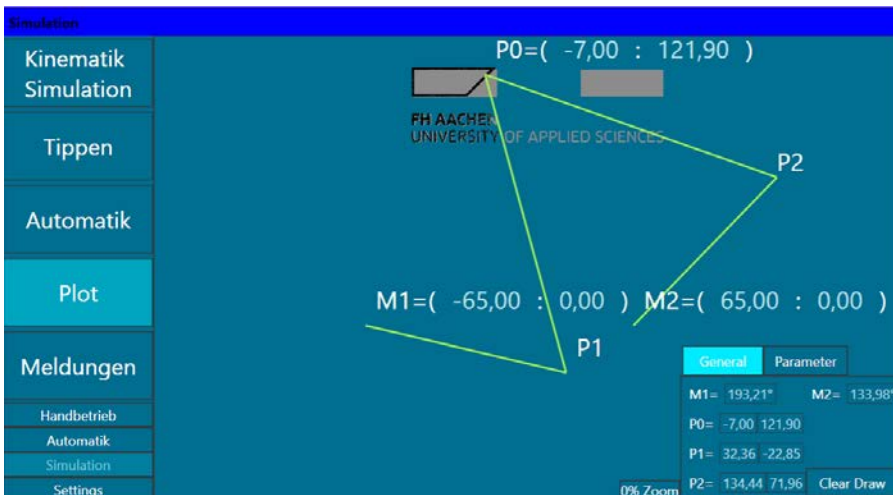 Simulation
Kinematik
Simulation
Tippen
Automatik
Plot
Meldungen
Handbetrieb
Automatik
Simulation
Settings
P0=( -7,00 : 121,90 )
FH AACHEN
UNIVERSITY OF APPLIED SCIENCES
P2
M1=( -65,00 : 0,00 ) M2=( 65,00 : 0,00 )
P1
General Parameter
M1= 193,21° M2= 133,98°
P0= -7,00 121,90
P1= 32,36 -22,85
0% Zoom P2= 134,44 71,96 Clear Draw